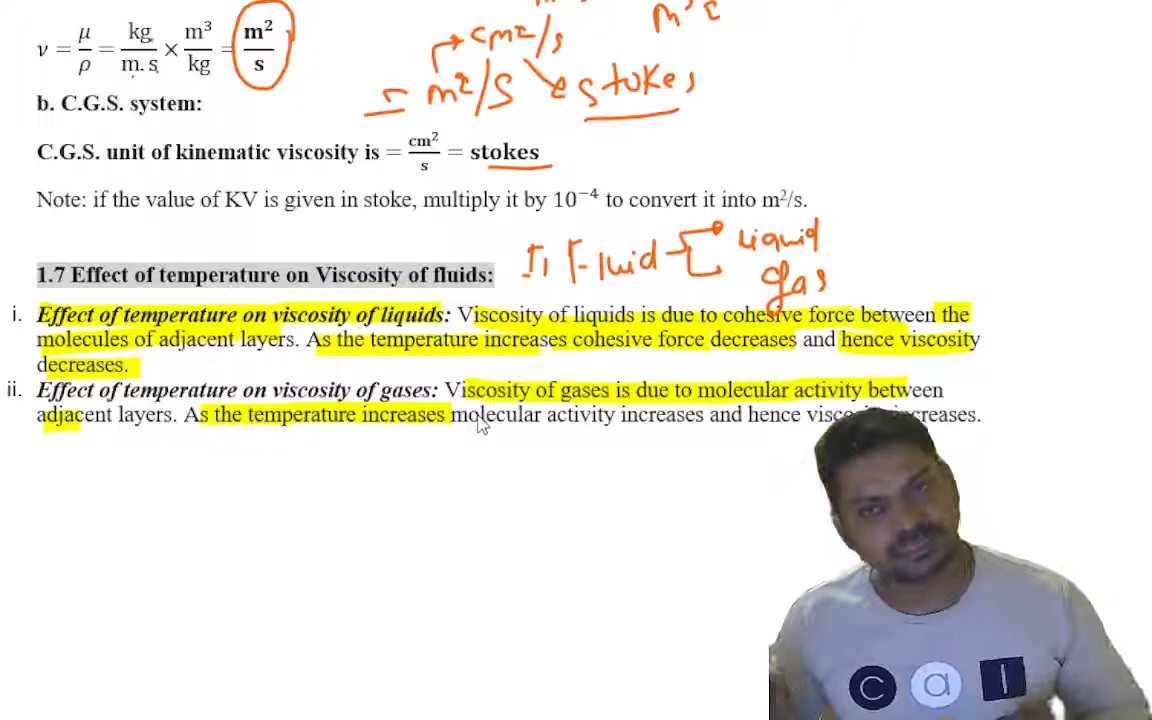 ν = μ/ρ = kg/m. s × m³/kg = m²/s
cm²/s
= m²/s stokes
b. C.G.S. system:
C.G.S. unit of kinematic viscosity is = cm²/s = stokes
Note: if the value of KV is given in stoke, multiply it by 10⁻⁴ to convert it into m²/s.
Fluid liquid
gas
1.7 Effect of temperature on Viscosity of fluids:
i. Effect of temperature on viscosity of liquids: Viscosity of liquids is due to cohesive force between the
molecules of adjacent layers. As the temperature increases cohesive force decreases and hence viscosity
decreases.
ii. Effect of temperature on viscosity of gases: Viscosity of gases is due to molecular activity between
adjacent layers. As the temperature increases molecular activity increases and hence viscosity increases.
c a l